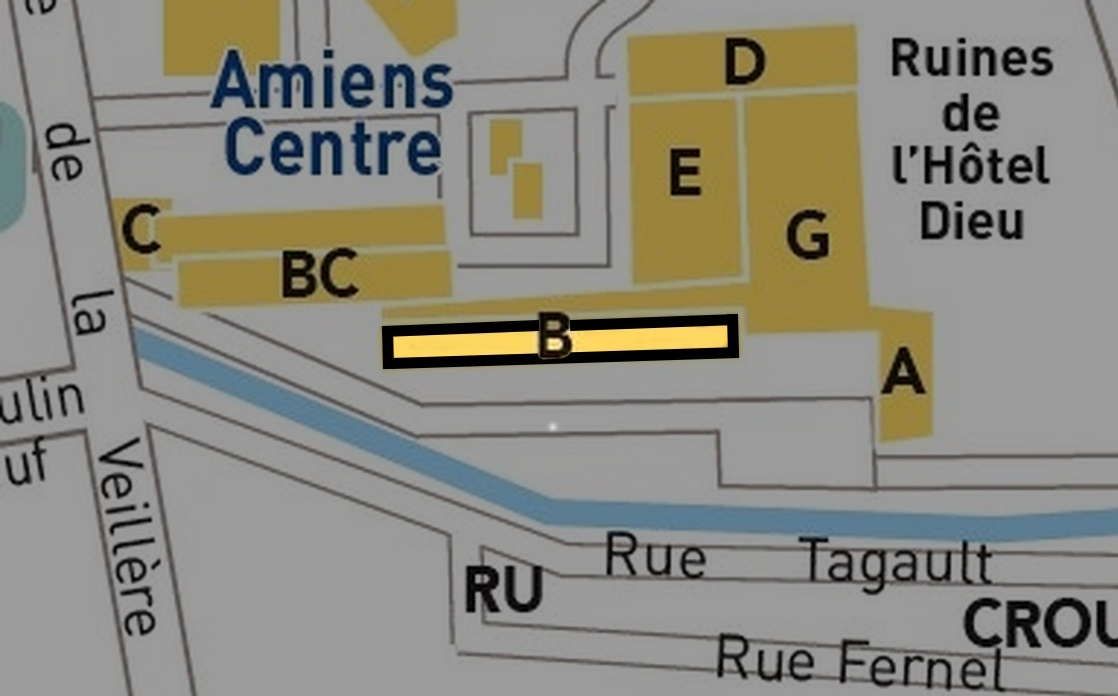 de
la
Veillère
Amiens
Centre
D
E
G
Ruines
de
l'Hôtel
Dieu
C
BC
B
A
ulin
uf
Rue Tagault
RU
CROU
Rue Fernel